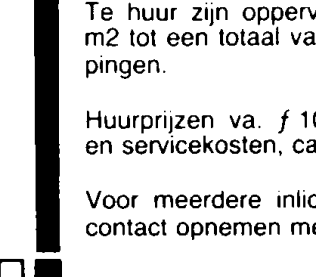 Te huur zijn opperv
m2 tot een totaal va
pingen.
Huurprijzen va. ƒ 10
en servicekosten, ca
Voor meerdere inlic
contact opnemen me